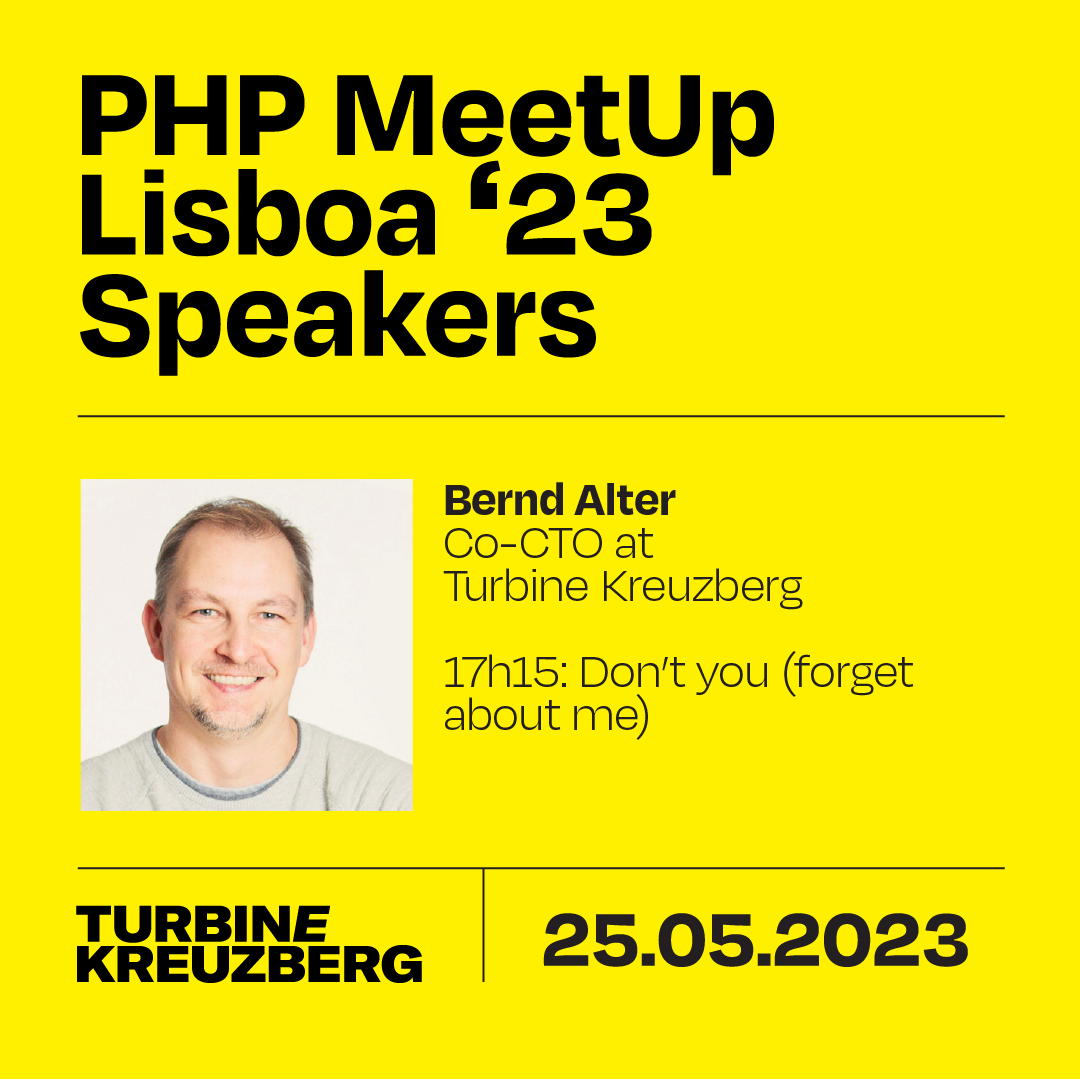 PHP MeetUp
Lisboa ‘23
Speakers
Bernd Alter
Co-CTO at
Turbine Kreuzberg
17h15: Don’t you (forget
about me)
TURBINE
KREUZBERG
25.05.2023